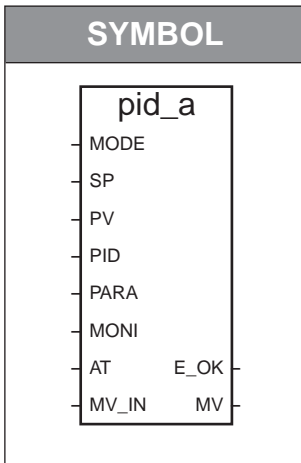 SYMBOL
pid_a
MODE
SP
PV
PID
PARA
MONI
AT E_OK
MV_IN MV